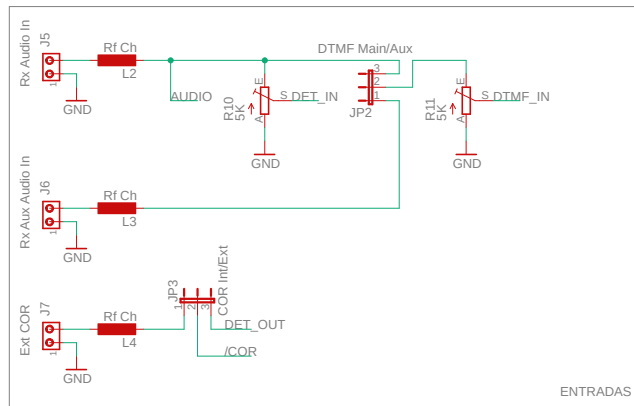 Rx Audio In
J5
1
Rf Ch
L2
GND
AUDIO
R10
5K
E
S
A
DET_IN
GND
DTMF Main/Aux
3
2
1
JP2
R11
5K
E
S
A
DTMF_IN
GND
Rx Aux Audio In
J6
1
Rf Ch
L3
GND
Ext COR
J7
1
Rf Ch
L4
GND
JP3
1
2
3
COR Int/Ext
DET_OUT
/COR
ENTRADAS